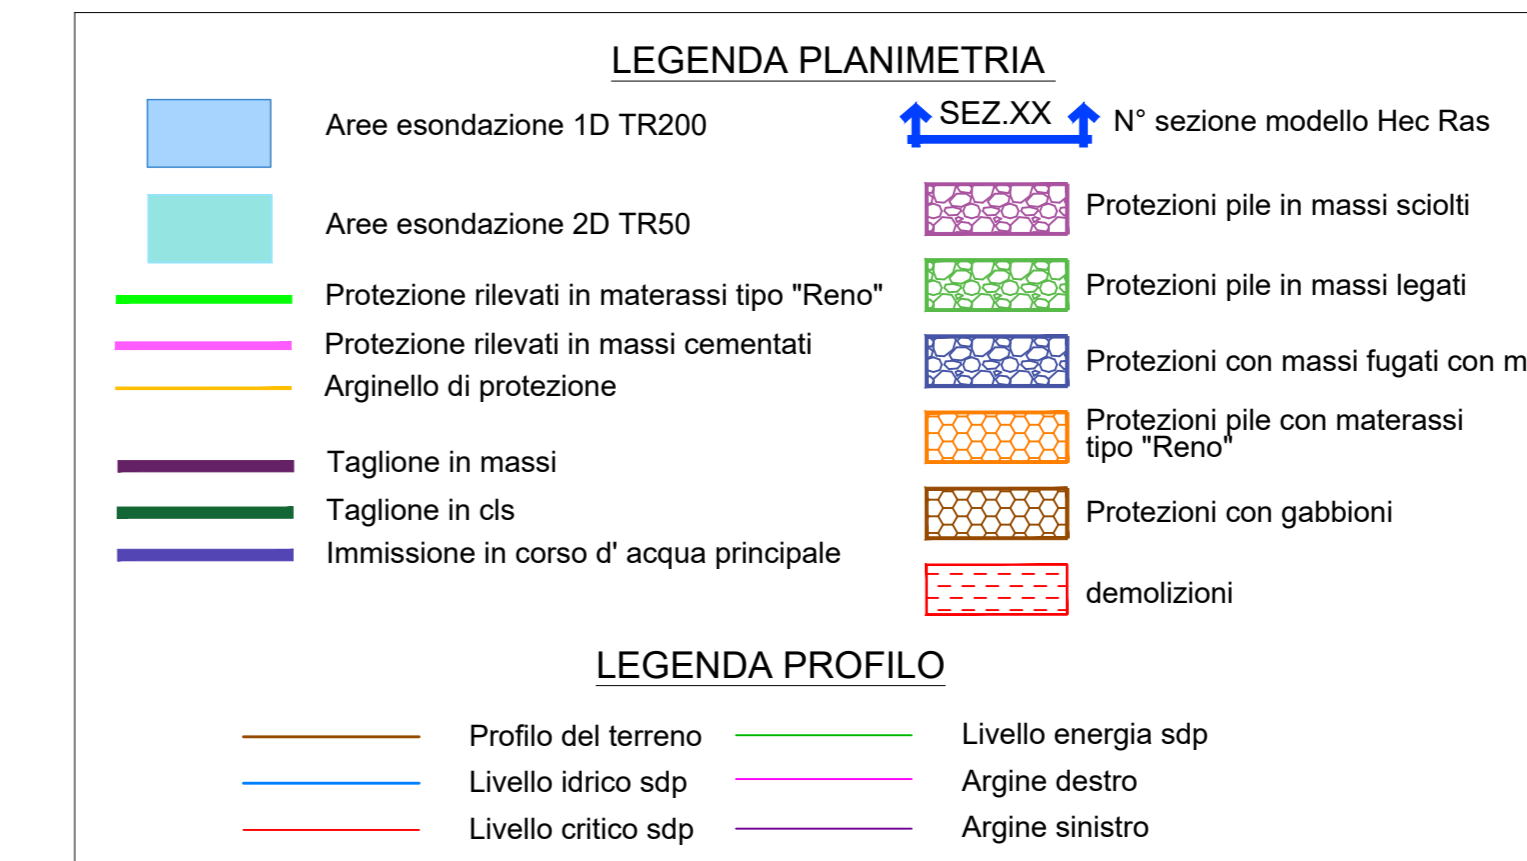 LEGENDA PLANIMETRIA
Aree esondazione 1D TR200
Aree esondazione 2D TR50
Protezione rilevati in materassi tipo "Reno"
Protezione rilevati in massi cementati
Arginello di protezione
Taglione in massi
Taglione in cls
Immissione in corso d' acqua principale
SEZ.XX
N° sezione modello Hec Ras
Protezioni pile in massi sciolti
Protezioni pile in massi legati
Protezioni con massi fugati con
Protezioni pile con materassi
tipo "Reno"
Protezioni con gabbioni
demolizioni
LEGENDA PROFILO
Profilo del terreno
Livello idrico sdp
Livello critico sdp
Livello energia sdp
Argine destro
Argine sinistro